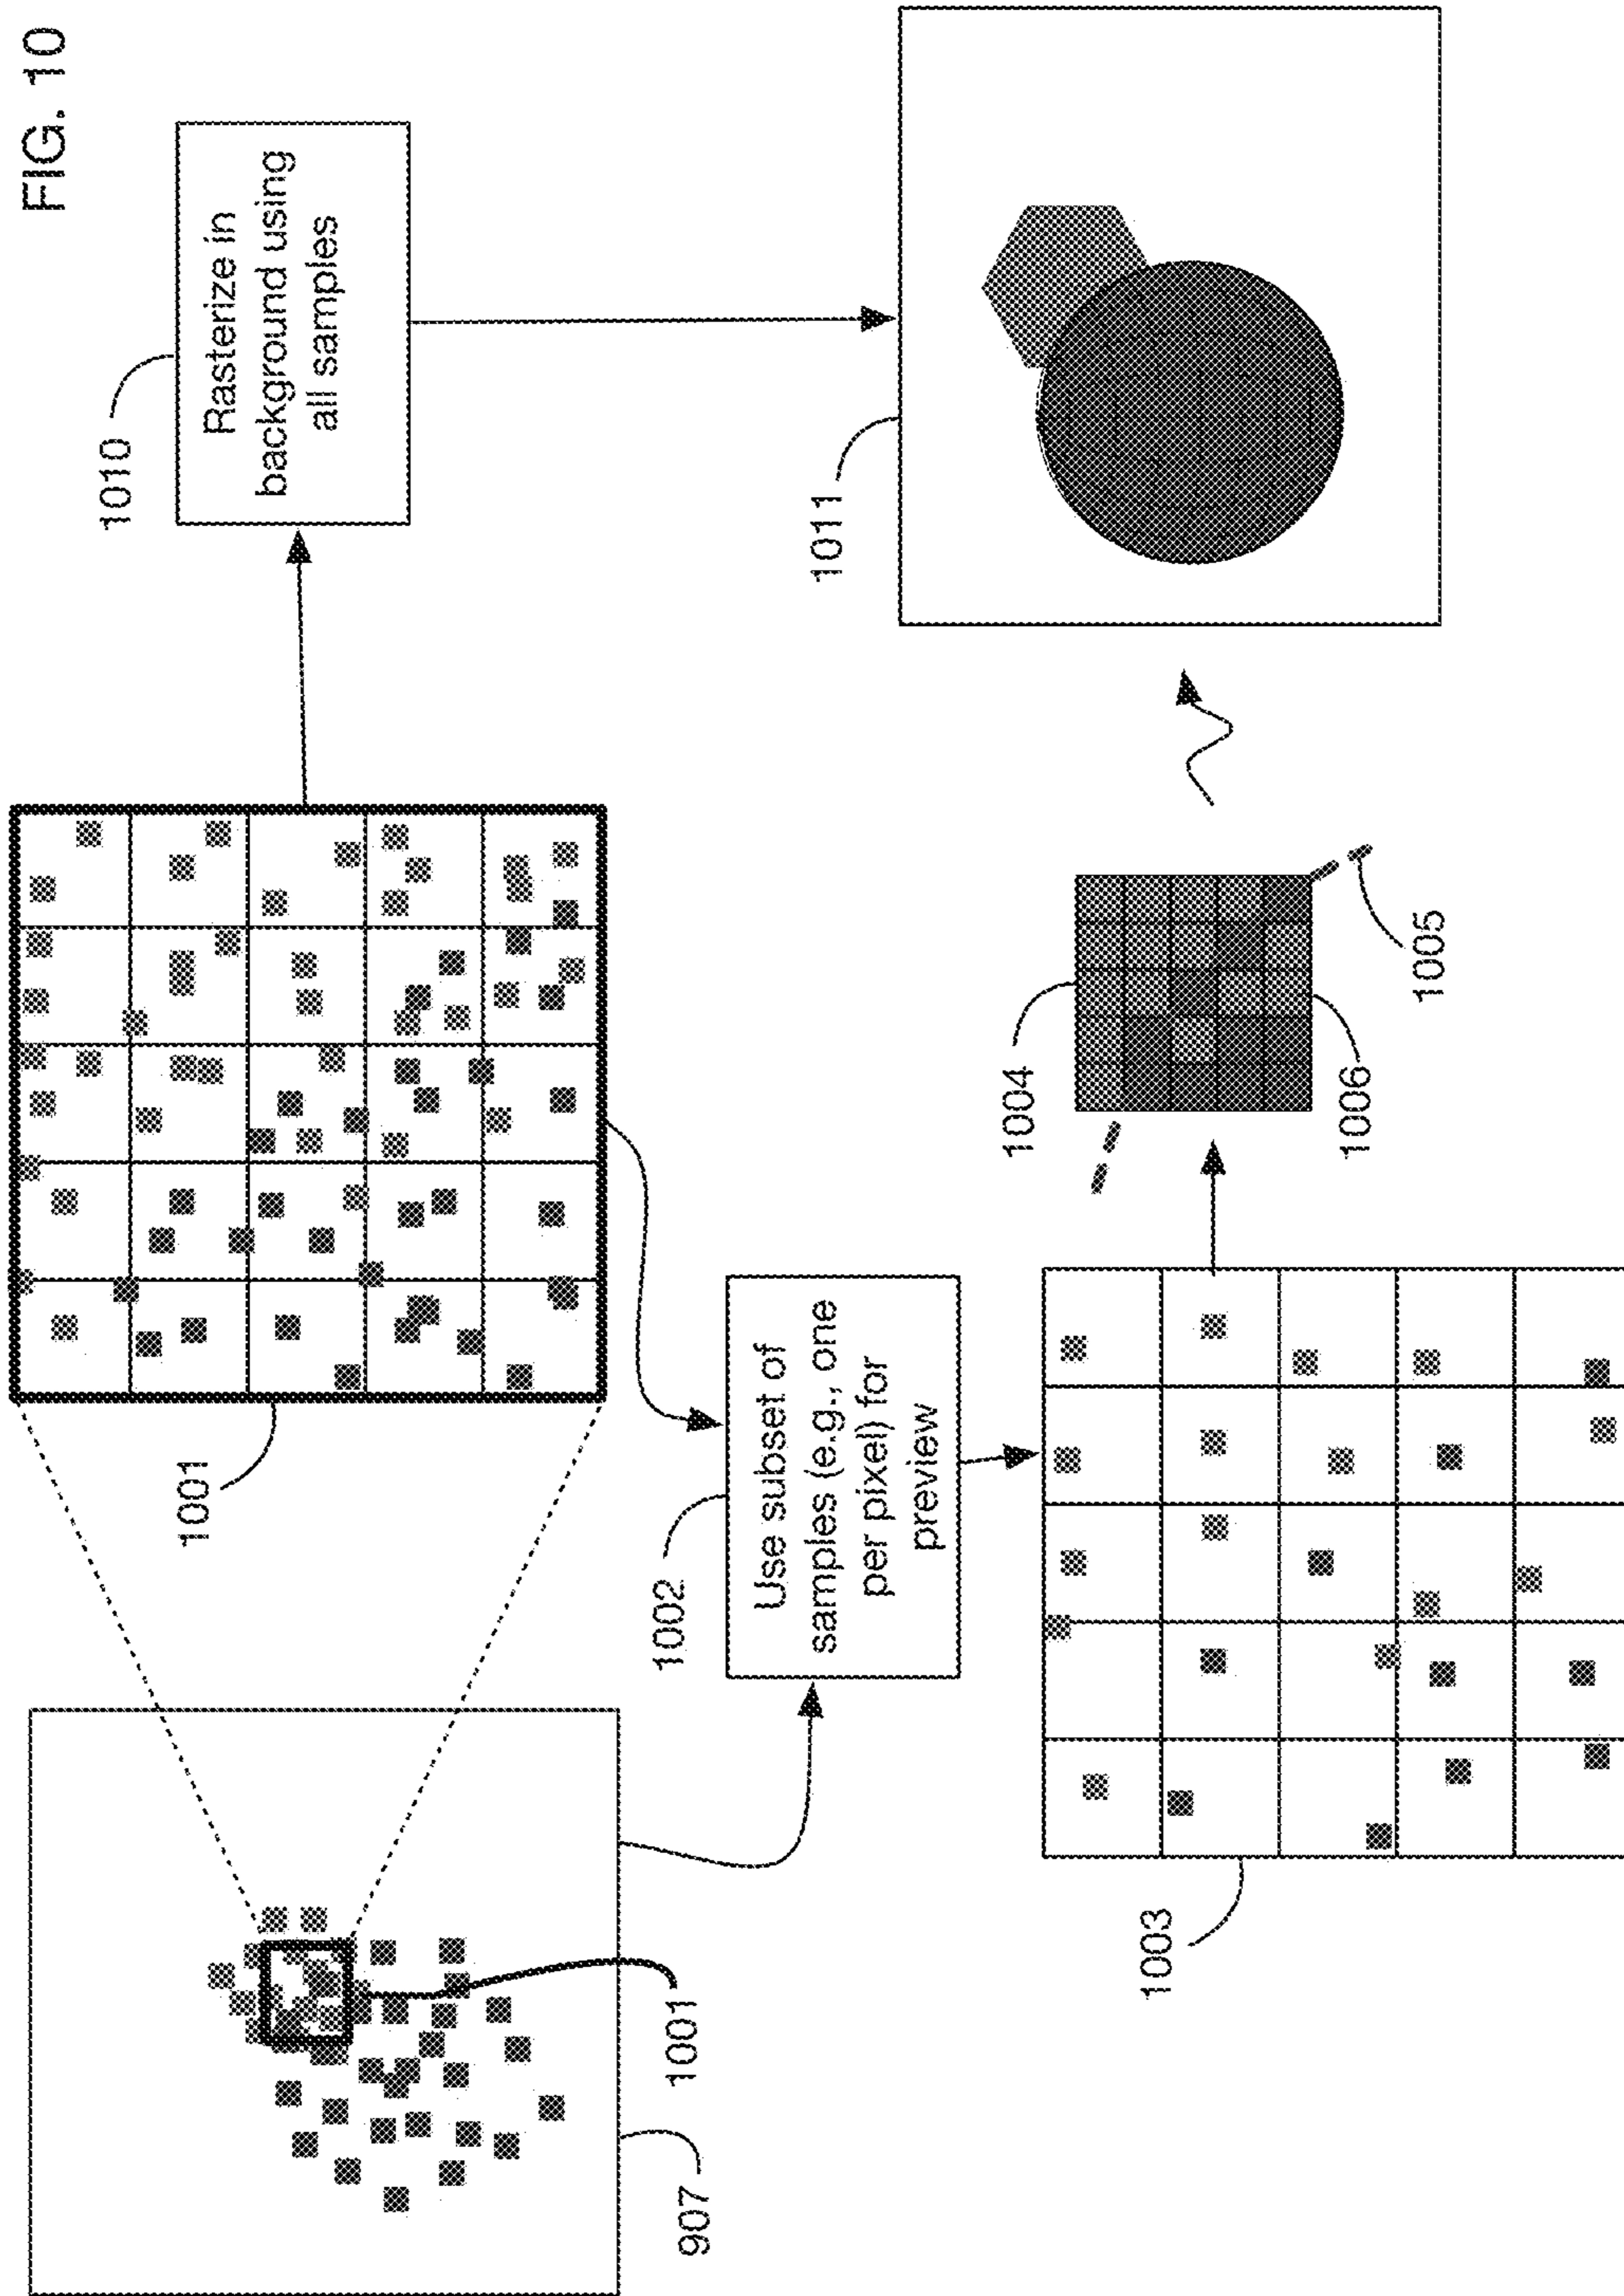 FIG. 10
907
1001
1001
1010
Rasterize in
background using
all samples
1002
Use subset of
samples (e.g., one
per pixel) for
preview
1003
1004
1006
1005
1011